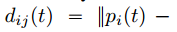 d_{ij}(t) = ‖p_i(t) −